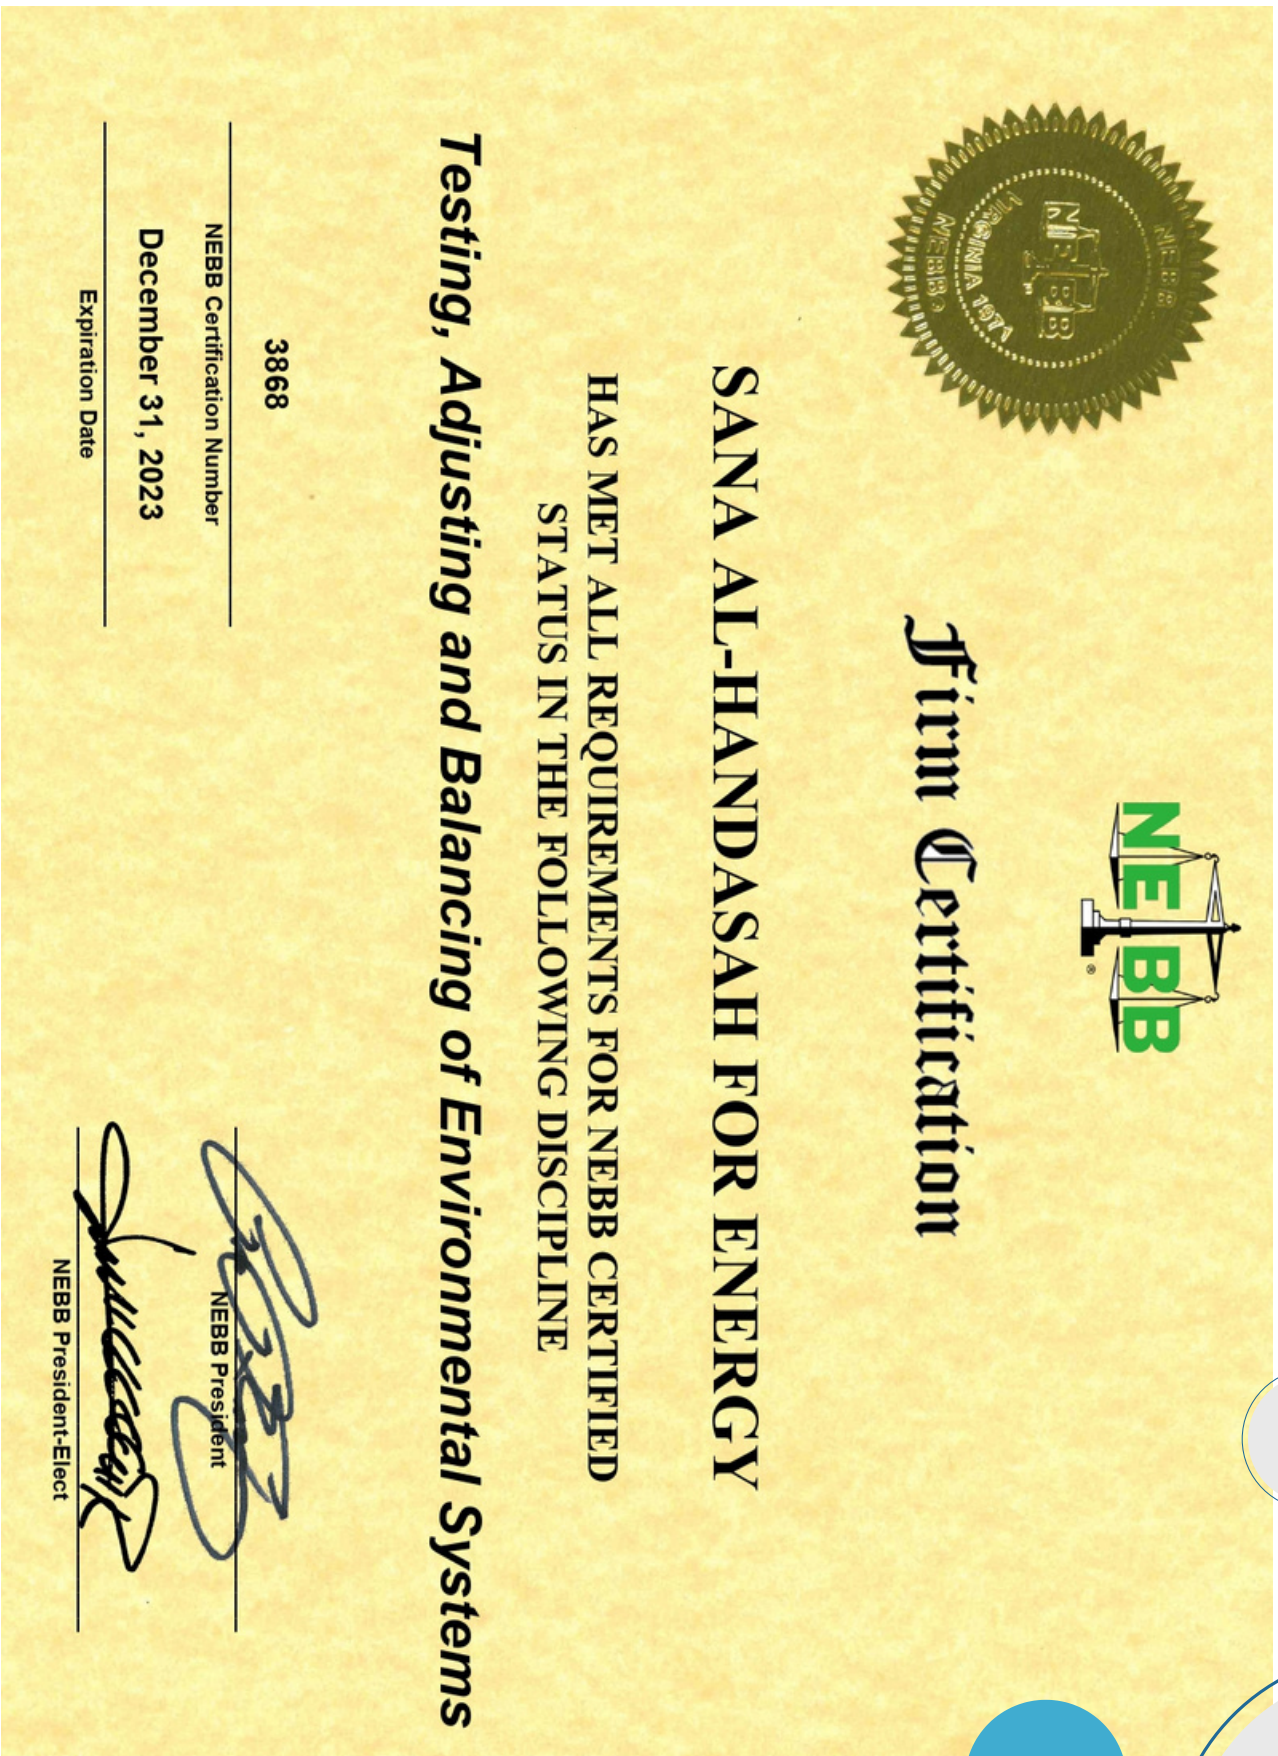 NEBB
®
NEBB
NEBB
VIRGINIA 1971
NEBB®
Firm Certification
SANA AL-HANDASAH FOR ENERGY
HAS MET ALL REQUIREMENTS FOR NEBB CERTIFIED
STATUS IN THE FOLLOWING DISCIPLINE
Testing, Adjusting and Balancing of Environmental Systems
3868
NEBB Certification Number
December 31, 2023
Expiration Date
NEBB President
NEBB President-Elect